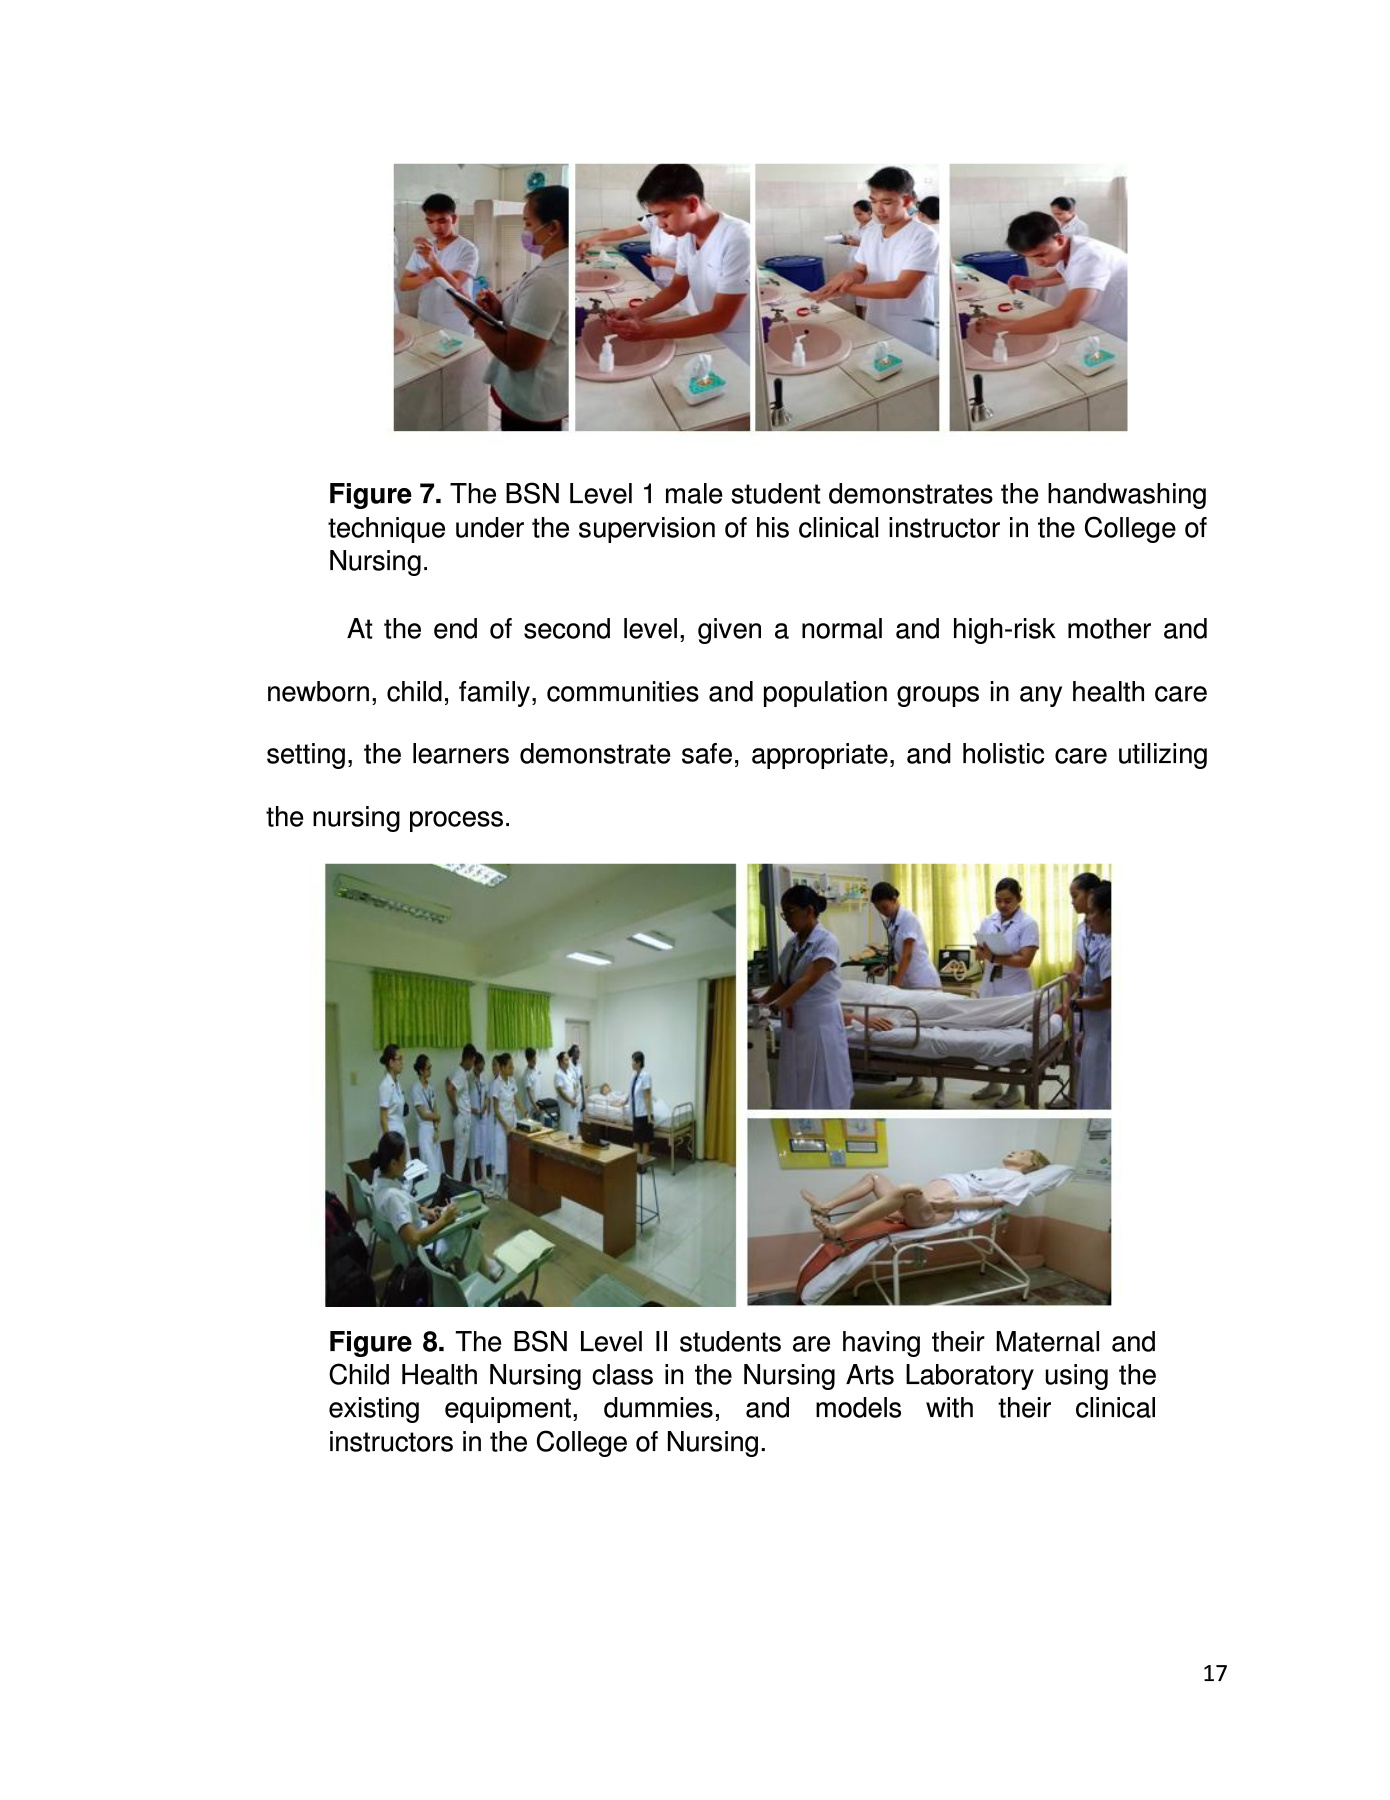 Figure 7. The BSN Level 1 male student demonstrates the handwashing
technique under the supervision of his clinical instructor in the College of
Nursing.
At the end of second level, given a normal and high-risk mother and
newborn, child, family, communities and population groups in any health care
setting, the learners demonstrate safe, appropriate, and holistic care utilizing
the nursing process.
Figure 8. The BSN Level II students are having their Maternal and
Child Health Nursing class in the Nursing Arts Laboratory using the
existing equipment, dummies, and models with their clinical
instructors in the College of Nursing.
17